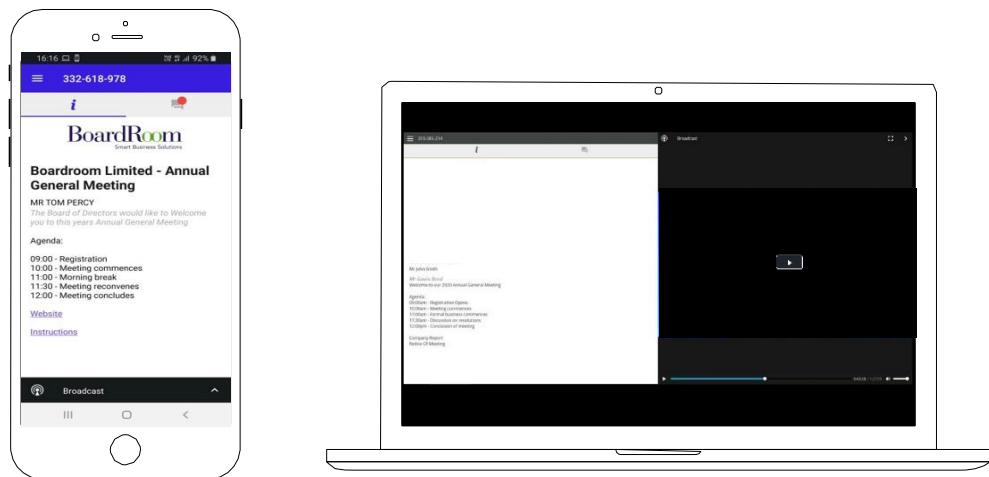 16:16
92%
332-618-978
i
BoardRoom
Smart Business Solutions
Boardroom Limited - Annual
General Meeting
MR TOM PERCY
The Board of Directors would like to Welcome
you to this years Annual General Meeting
Agenda:
09:00 - Registration
10:00 - Meeting commences
11:00 - Morning break
11:30 - Meeting reconvenes
12:00 - Meeting concludes
Website
Instructions
Broadcast
i
Broadcast
Mr John Smith
Welcome to our 2020 Annual General Meeting
Agenda:
09:00am - Registration Opens
10:00am - Meeting commences
11:00am - Formal business commences
11:30am - Discussion on resolutions
12:00pm - Conclusion of meeting
Company Report
Notice Of Meeting